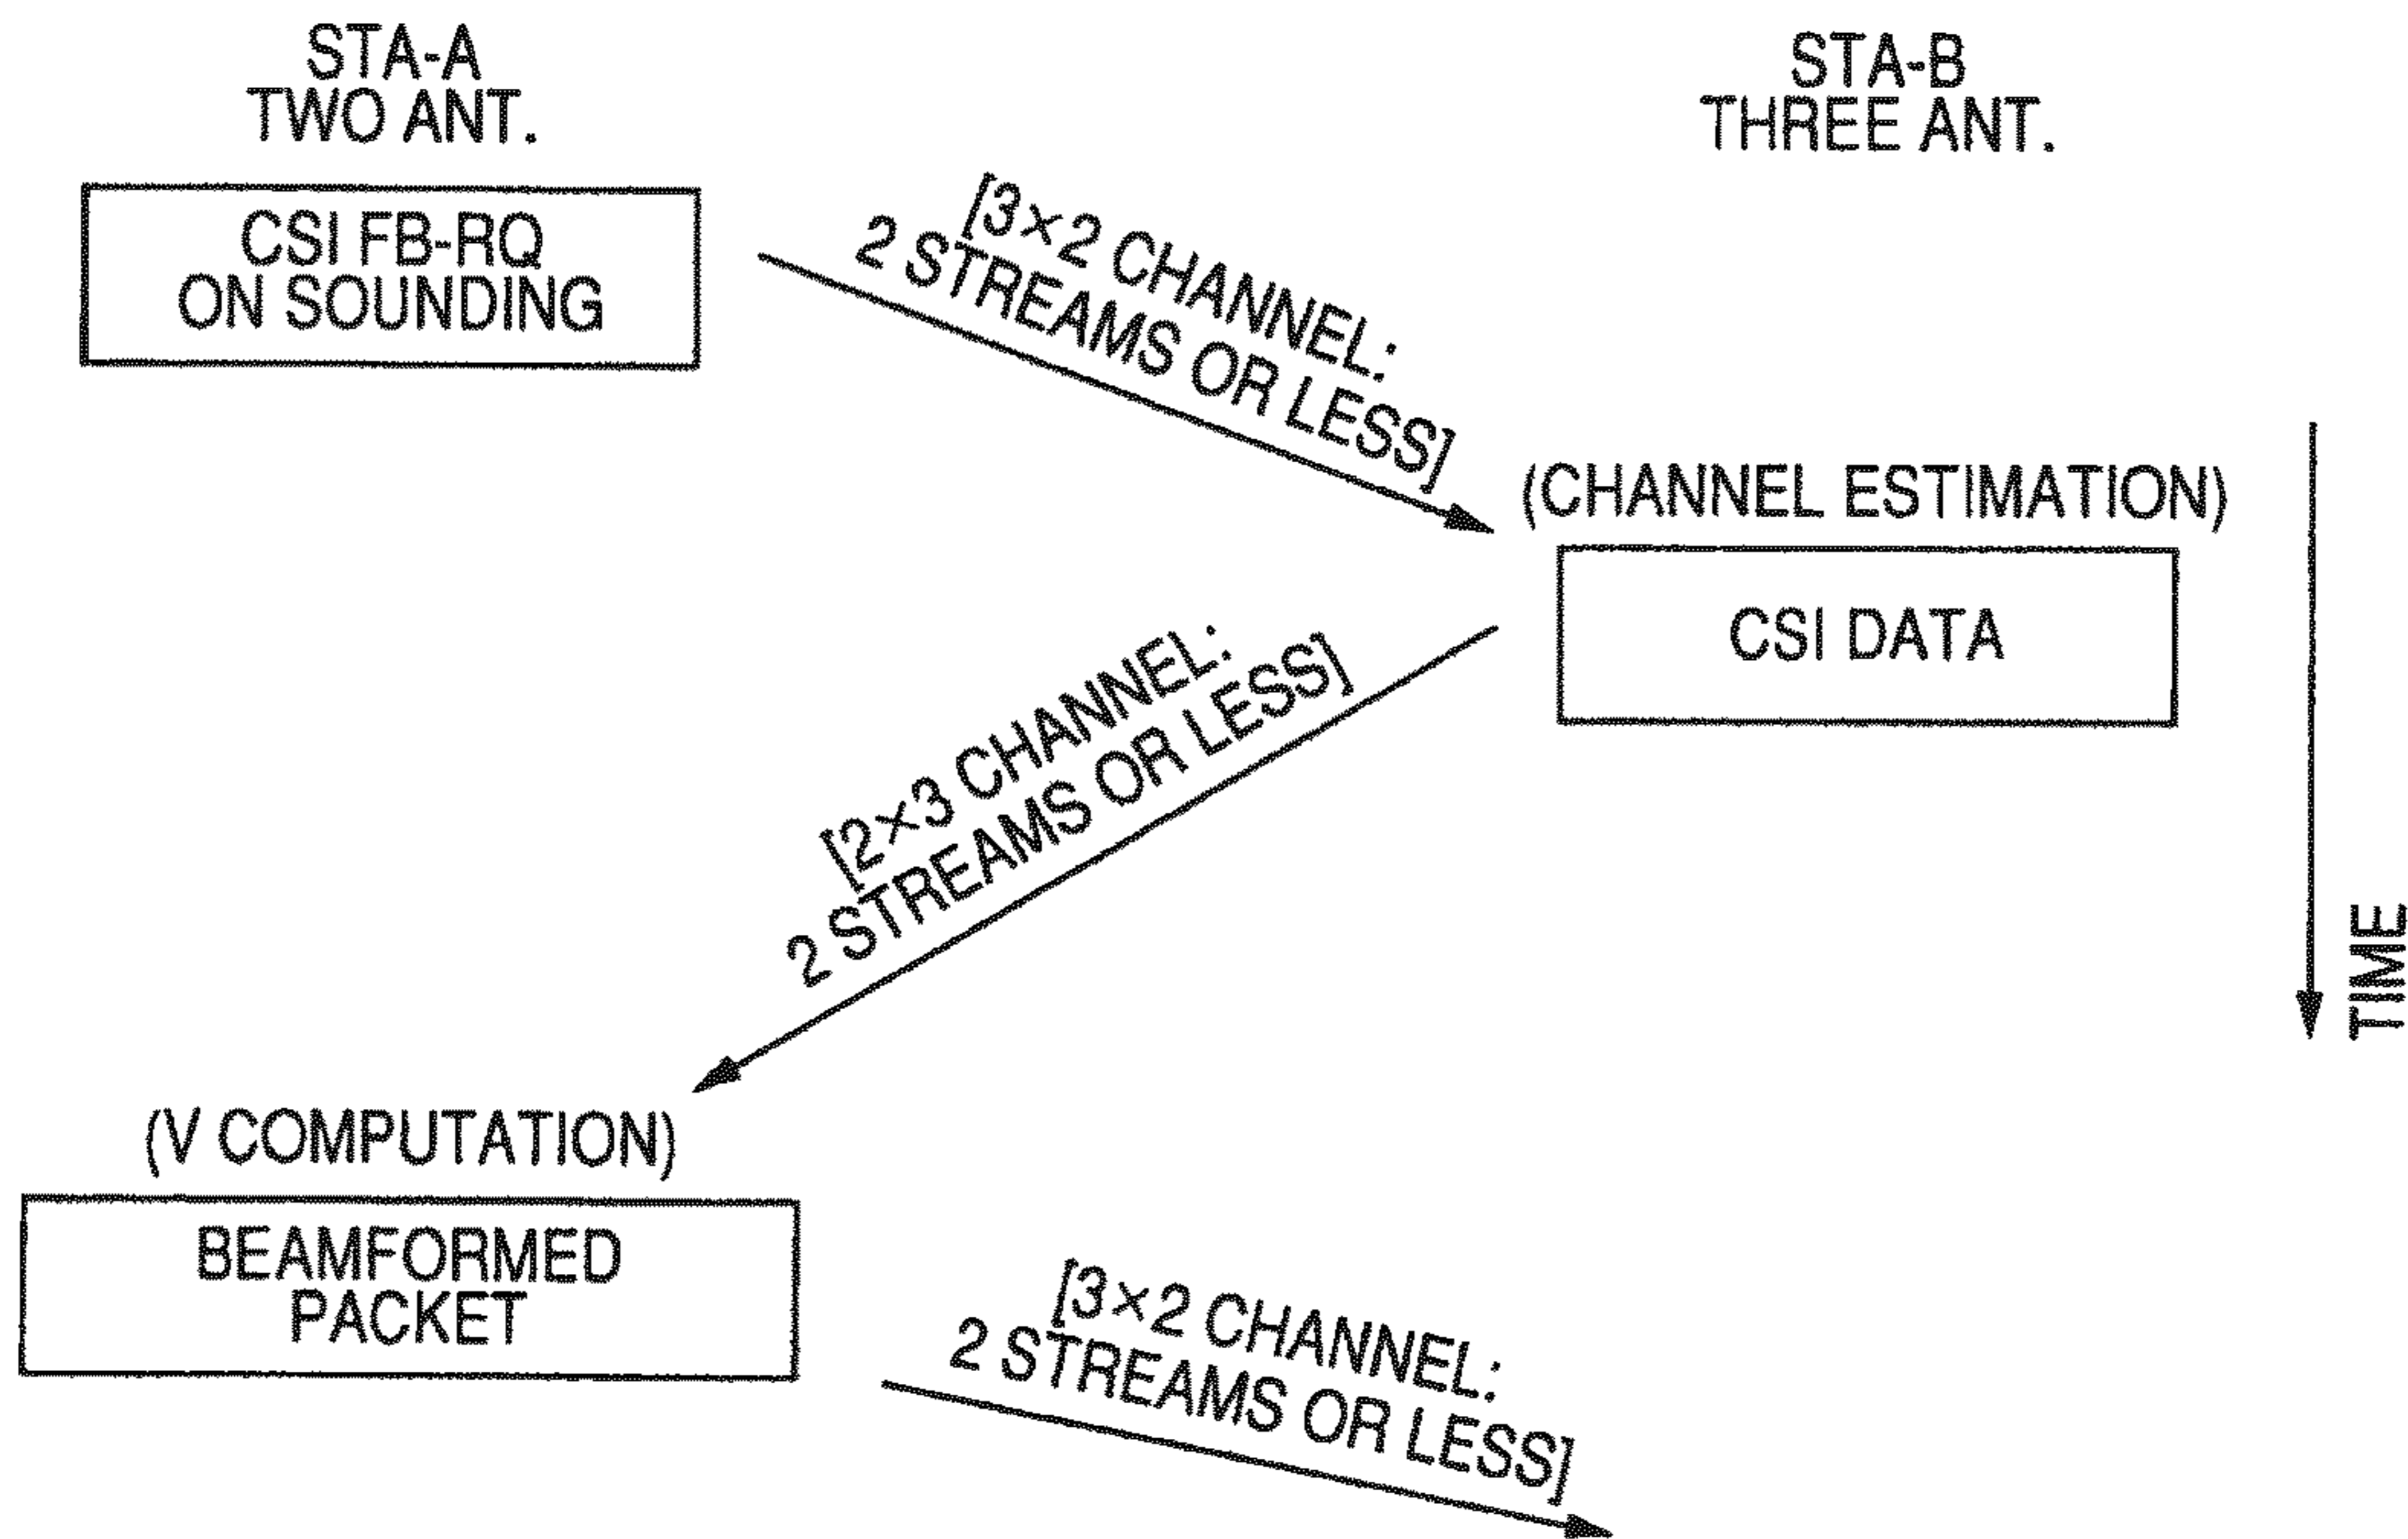 STA-A
TWO ANT.
STA-B
THREE ANT.
CSI FB-RQ
ON SOUNDING
[3×2 CHANNEL:
2 STREAMS OR LESS]
(CHANNEL ESTIMATION)
CSI DATA
[2×3 CHANNEL:
2 STREAMS OR LESS]
TIME
(V COMPUTATION)
BEAMFORMED
PACKET
[3×2 CHANNEL:
2 STREAMS OR LESS]